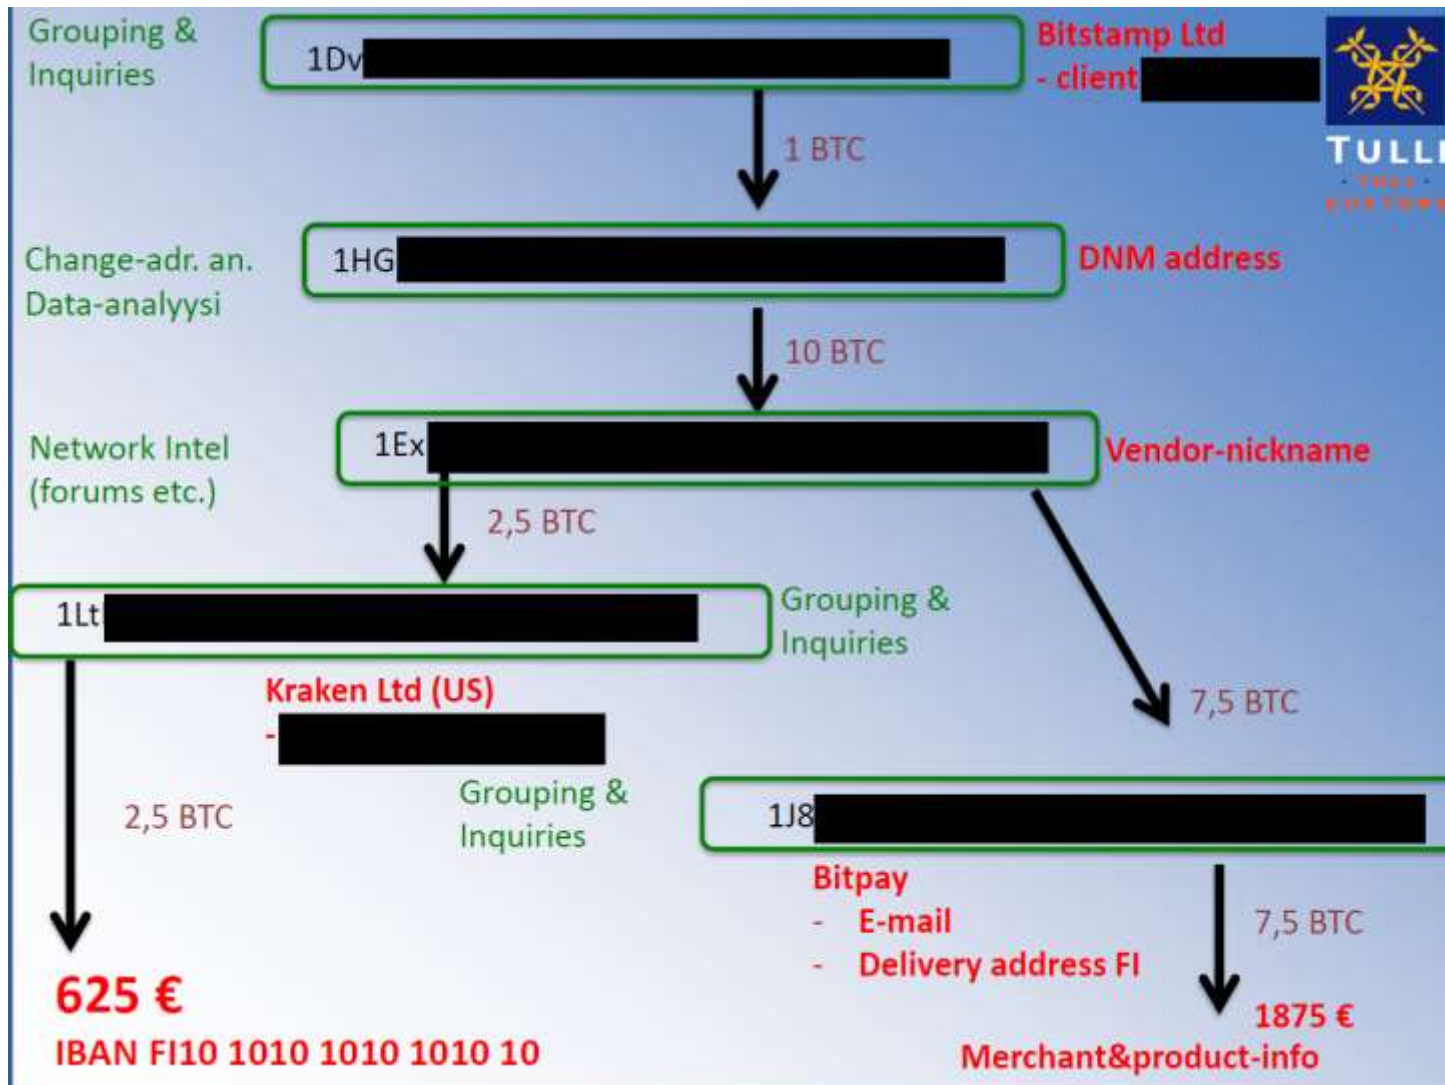 Grouping &
Inquiries
1Dv
Bitstamp Ltd
- client
TULLI
· TULL ·
CUSTOMS
1 BTC
Change-adr. an.
Data-analyysi
1HG
DNM address
10 BTC
Network Intel
(forums etc.)
1Ex
Vendor-nickname
2,5 BTC
1Lt
Grouping &
Inquiries
Kraken Ltd (US)
-
7,5 BTC
2,5 BTC
Grouping &
Inquiries
1J8
Bitpay
- E-mail
- Delivery address FI
7,5 BTC
625 €
IBAN FI10 1010 1010 1010 10
1875 €
Merchant&product-info